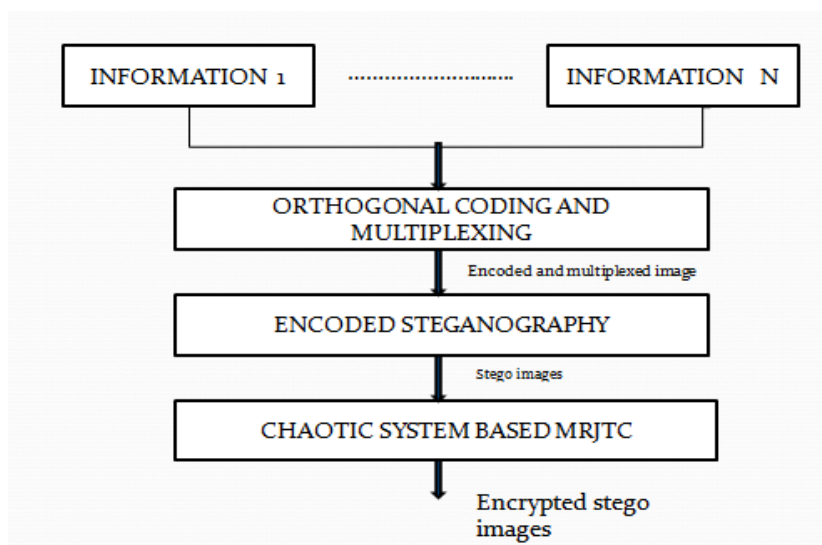 INFORMATION 1 ............................ INFORMATION N
ORTHOGONAL CODING AND
MULTIPLEXING
Encoded and multiplexed image
ENCODED STEGANOGRAPHY
Stego images
CHAOTIC SYSTEM BASED MRJTC
Encrypted stego
images